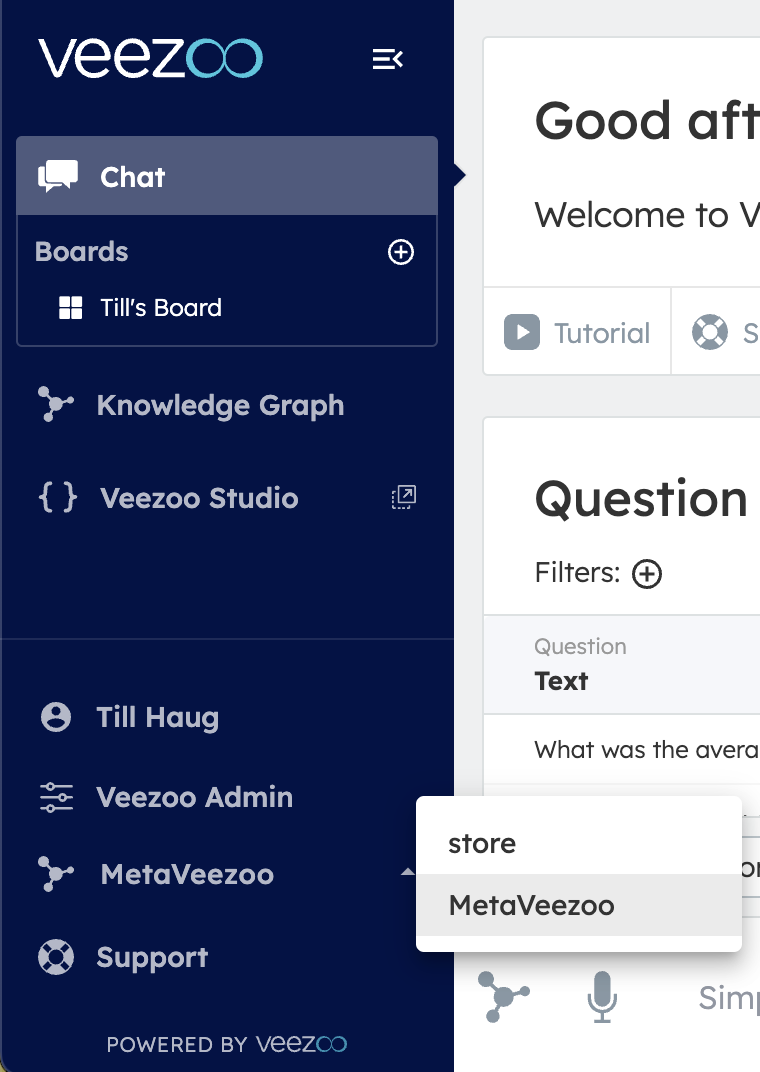 veezoo
Chat
Boards
Till's Board
Knowledge Graph
{ } Veezoo Studio
Till Haug
Veezoo Admin
MetaVeezoo
Support
POWERED BY veezoo
Good aft
Welcome to V
Tutorial
S
Question
Filters:
Question
Text
What was the avera
store
MetaVeezoo
or
Simp